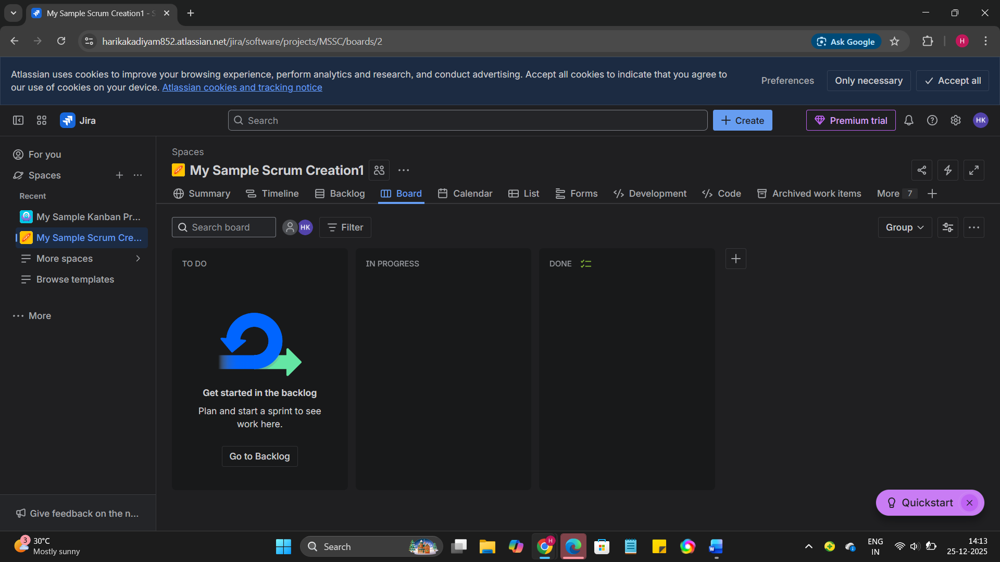 My Sample Scrum Creation1 - S
harikakadiyam852.atlassian.net/jira/software/projects/MSSC/boards/2
Ask Google
H
Atlassian uses cookies to improve your browsing experience, perform analytics and research, and conduct advertising. Accept all cookies to indicate that you agree to
our use of cookies on your device. Atlassian cookies and tracking notice
Preferences
Only necessary
Accept all
Jira
Search
Create
Premium trial
HK
For you
Spaces
Recent
My Sample Kanban Pr...
My Sample Scrum Cre...
More spaces
Browse templates
More
Give feedback on the n...
Spaces
My Sample Scrum Creation1
Summary
Timeline
Backlog
Board
Calendar
List
Forms
Development
Code
Archived work items
More 7
Search board
HK
Filter
Group
TO DO
IN PROGRESS
DONE
Get started in the backlog
Plan and start a sprint to see
work here.
Go to Backlog
Quickstart
3
30°C
Mostly sunny
Search
H
W
ENG
IN
14:13
25-12-2025